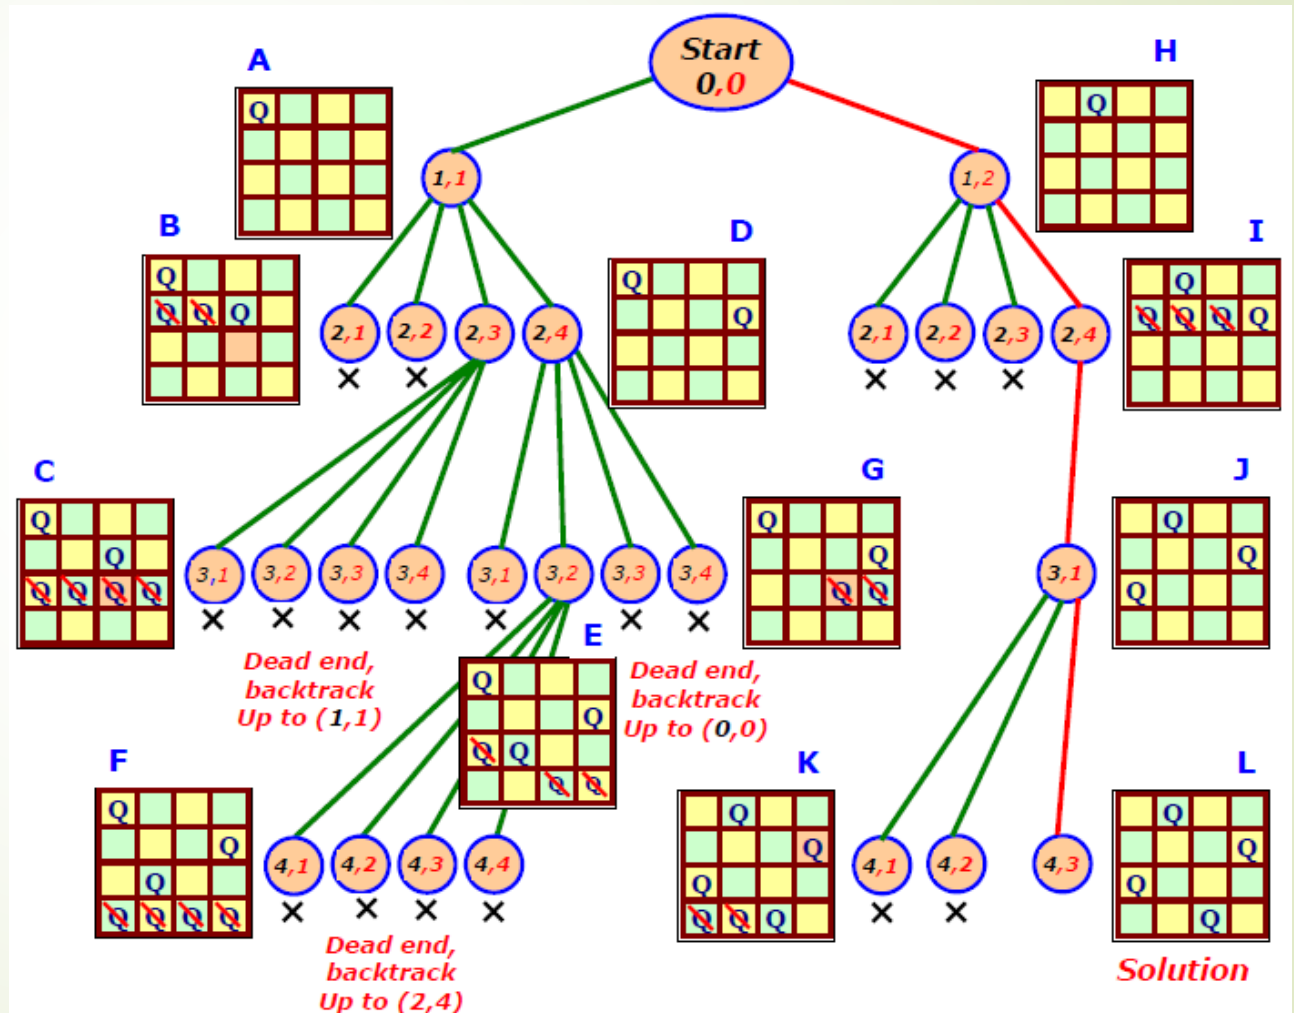 Start
0,0
A
H
Q
Q
1,1
1,2
B
D
I
Q
Q Q Q
Q
Q
Q
Q Q Q Q
2,1
2,2
2,3
2,4
2,1
2,2
2,3
2,4
C
G
J
Q
Q
Q Q Q Q
Q
Q
Q Q
Q
Q
Q
3,1
3,2
3,3
3,4
3,1
3,2
3,3
3,4
3,1
Dead end,
backtrack
Up to (1,1)
E
Q
Q
Q Q
Q Q
Dead end,
backtrack
Up to (0,0)
F
K
L
Q
Q
Q
Q Q Q Q
4,1
4,2
4,3
4,4
Q
Q
Q
Q Q Q
4,1
4,2
4,3
Q
Q
Q
Q
Dead end,
backtrack
Up to (2,4)
Solution